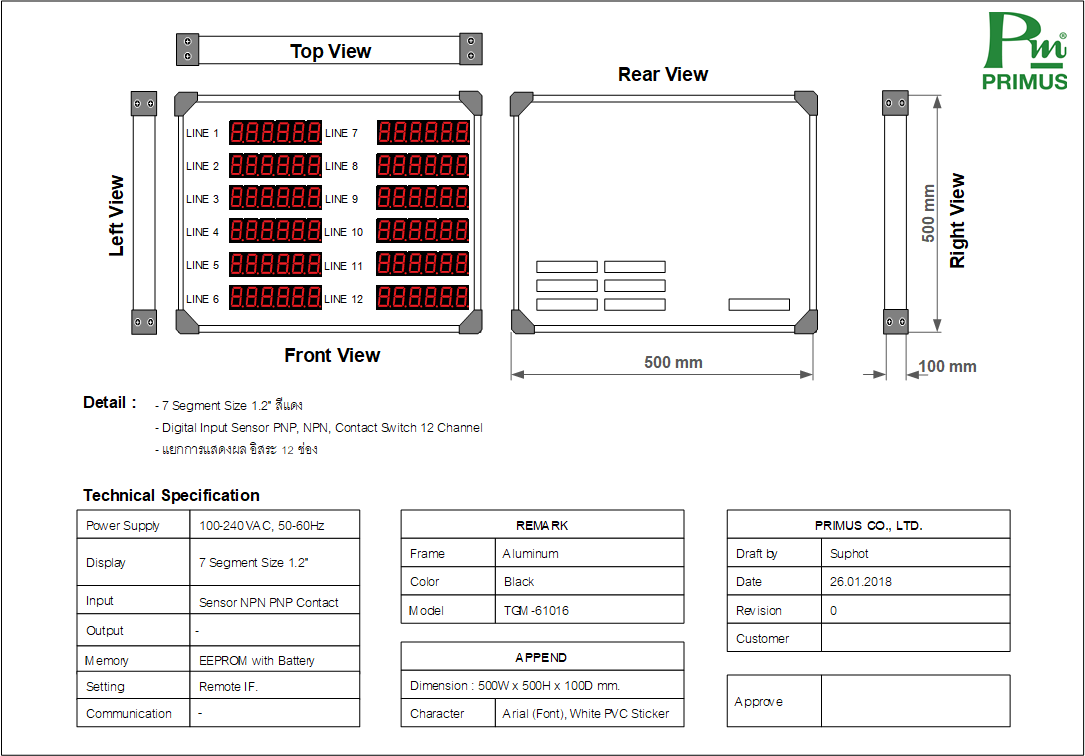 Top View
Rear View
Pm®
PRIMUS
LINE 1
LINE 7
LINE 2
LINE 8
LINE 3
LINE 9
LINE 4
LINE 10
LINE 5
LINE 11
LINE 6
LINE 12
Left View
500 mm
Right View
Front View
500 mm
100 mm
Detail :
- 7 Segment Size 1.2" สีแดง
- Digital Input Sensor PNP, NPN, Contact Switch 12 Channel
- แยกการแสดงผล อิสระ 12 ช่อง
Technical Specification
Power Supply 100-240VAC, 50-60Hz
Display 7 Segment Size 1.2"
Input Sensor NPN PNP Contact
Output -
Memory EEPROM with Battery
Setting Remote IF.
Communication -
REMARK
Frame Aluminum
Color Black
Model TGM-61016
APPEND
Dimension : 500W x 500H x 100D mm.
Character Arial (Font), White PVC Sticker
PRIMUS CO., LTD.
Draft by Suphot
Date 26.01.2018
Revision 0
Customer
Approve